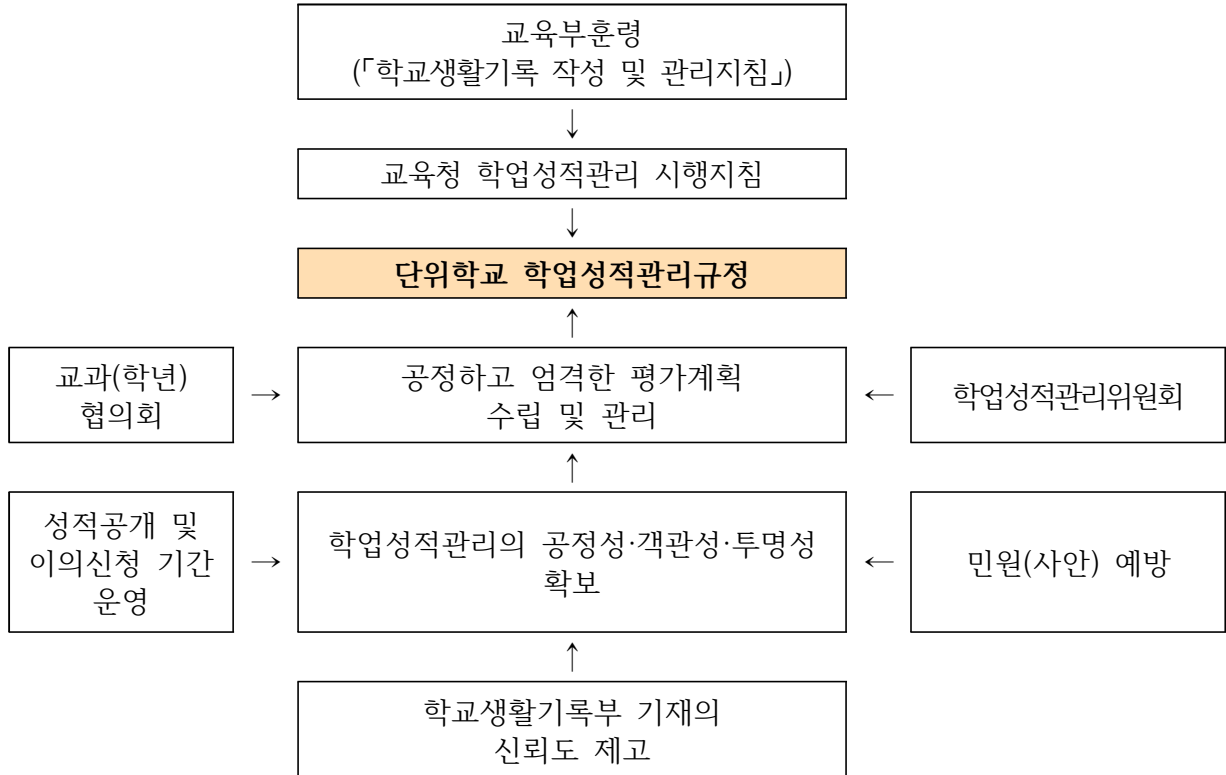 교육부훈령
(「학교생활기록 작성 및 관리지침」)
↓
교육청 학업성적관리 시행지침
↓
단위학교 학업성적관리규정
↑
교과(학년)
협의회
→
공정하고 엄격한 평가계획
수립 및 관리
←
학업성적관리위원회
↑
성적공개 및
이의신청 기간
운영
→
학업성적관리의 공정성·객관성·투명성
확보
←
민원(사안) 예방
↑
학교생활기록부 기재의
신뢰도 제고